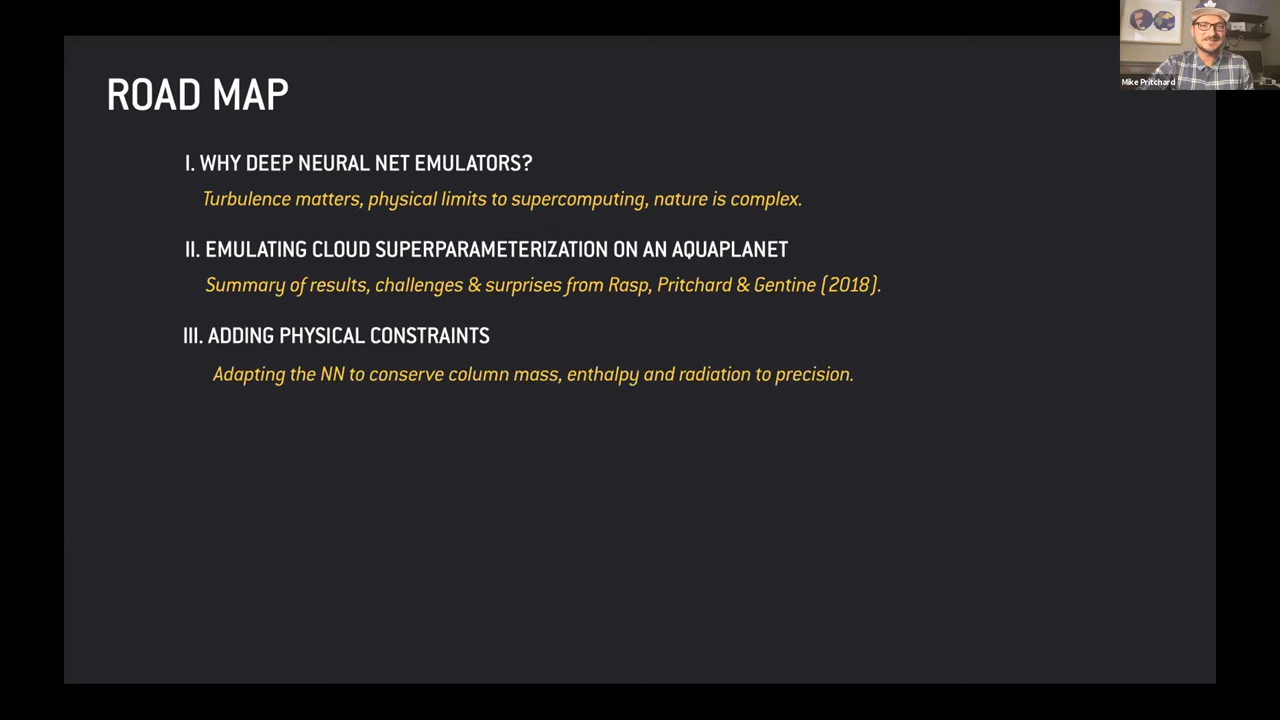 Mike Pritchard
ROAD MAP
I. WHY DEEP NEURAL NET EMULATORS?
Turbulence matters, physical limits to supercomputing, nature is complex.
II. EMULATING CLOUD SUPERPARAMETERIZATION ON AN AQUAPLANET
Summary of results, challenges & surprises from Rasp, Pritchard & Gentine (2018).
III. ADDING PHYSICAL CONSTRAINTS
Adapting the NN to conserve column mass, enthalpy and radiation to precision.